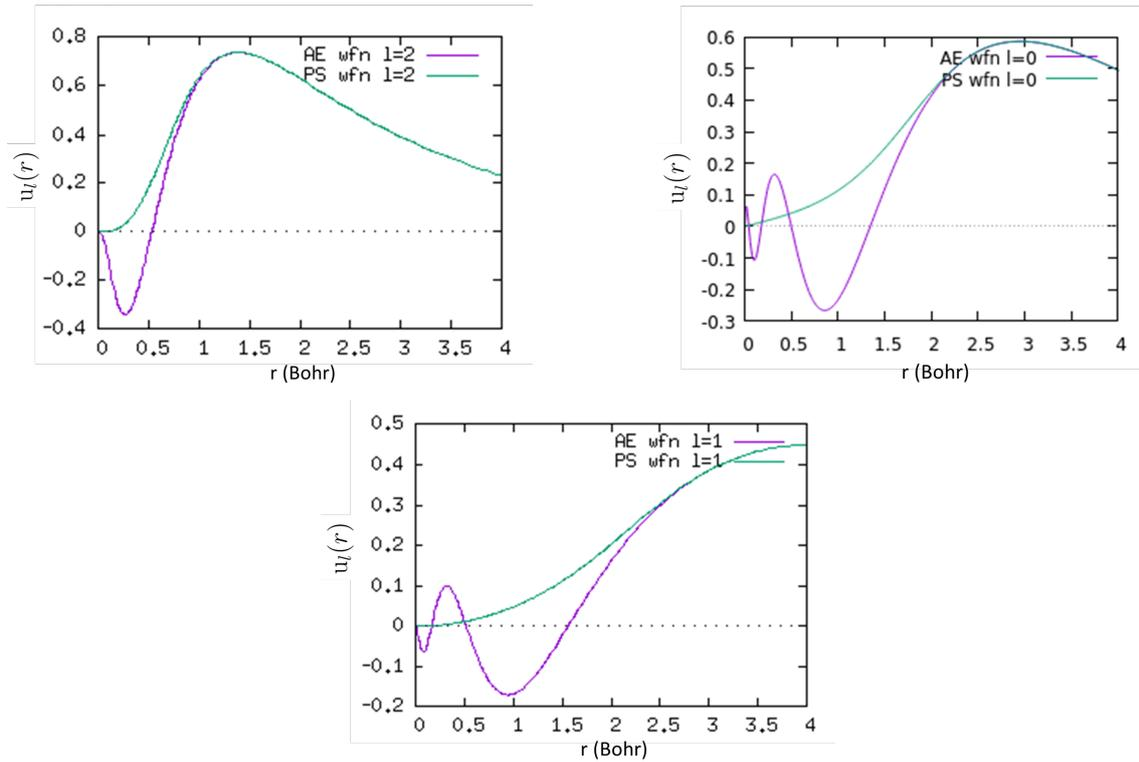 0.8
AE wfn l=2
PS wfn l=2
0.6
0.4
0.2
0
-0.2
-0.4
u_l(r)
0 0.5 1 1.5 2 2.5 3 3.5 4
r (Bohr)
0.6
AE wfn l=0
0.5
PS wfn l=0
0.4
0.3
0.2
0.1
0
-0.1
-0.2
-0.3
u_l(r)
0 0.5 1 1.5 2 2.5 3 3.5 4
r (Bohr)
0.5
AE wfn l=1
PS wfn l=1
0.4
0.3
0.2
0.1
0
-0.1
-0.2
u_l(r)
0 0.5 1 1.5 2 2.5 3 3.5 4
r (Bohr)